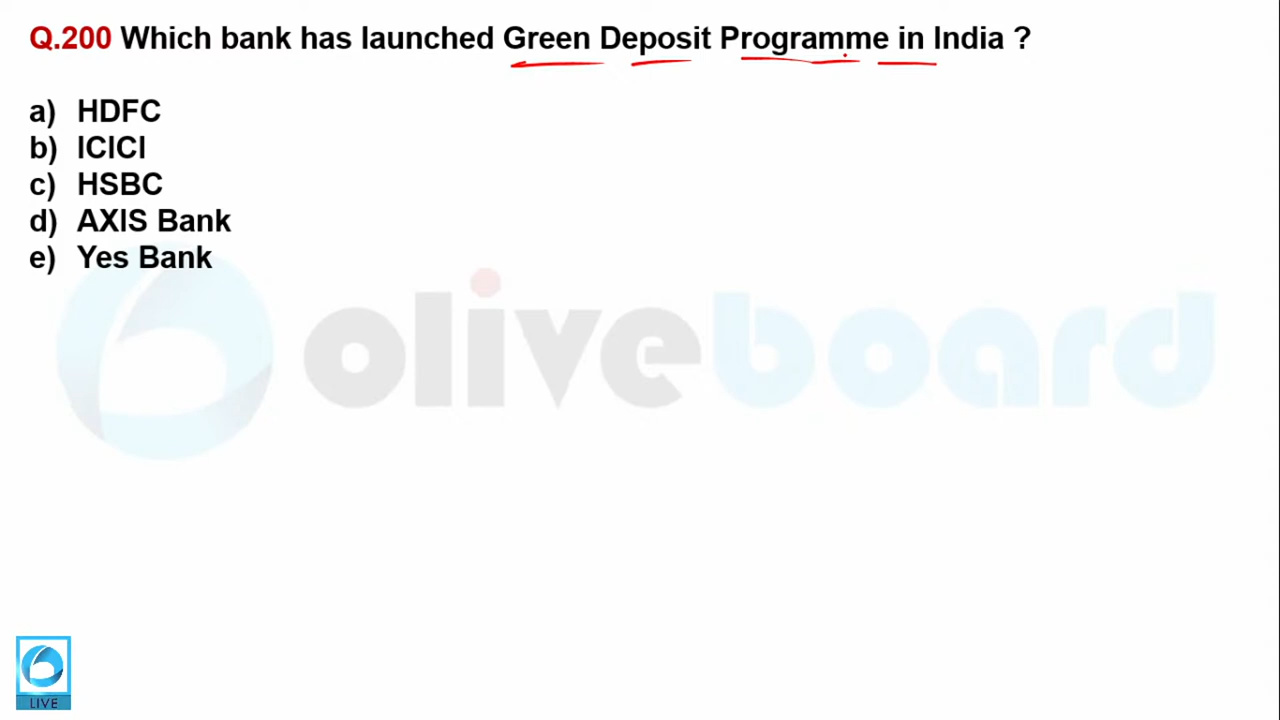 Q.200 Which bank has launched Green Deposit Programme in India ?
a) HDFC
b) ICICI
c) HSBC
d) AXIS Bank
e) Yes Bank
oliveboard
LIVE